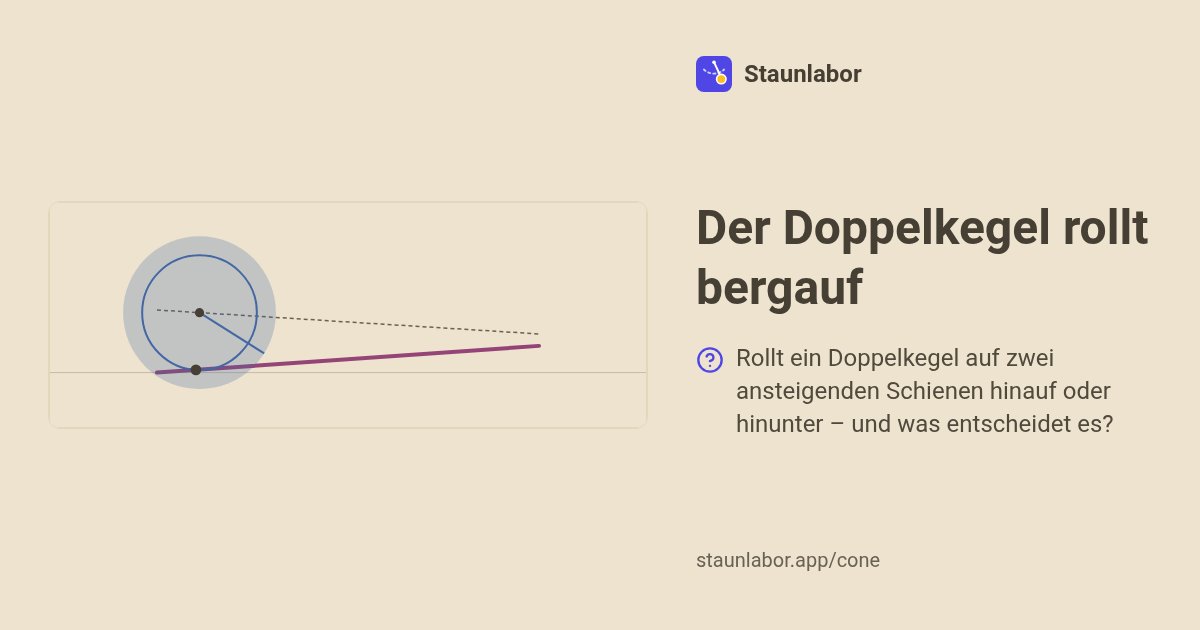 Staunlabor
Der Doppelkegel rollt
bergauf
Rollt ein Doppelkegel auf zwei
ansteigenden Schienen hinauf oder
hinunter – und was entscheidet es?
staunlabor.app/cone